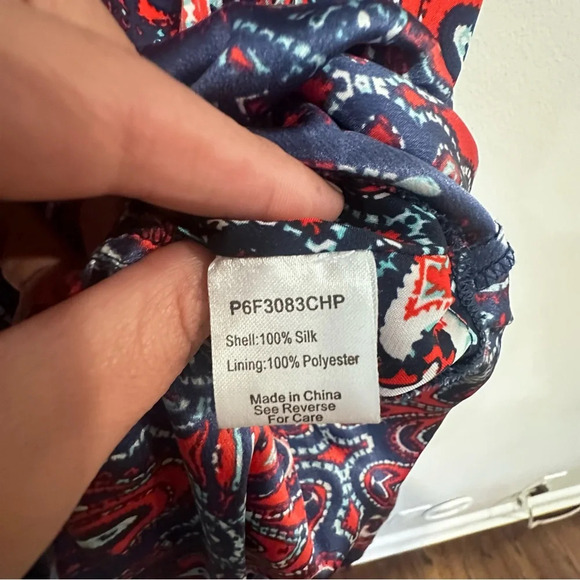 P6F3083CHP
Shell:100% Silk
Lining:100% Polyester
Made in China
See Reverse
For Care